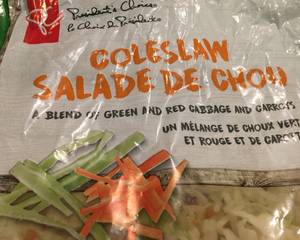 President's Choice
Le Choix du Président
COLESLAW
SALADE DE CHOU
A BLEND OF GREEN AND RED CABBAGE AND CARROTS
UN MÉLANGE DE CHOUX VERT
ET ROUGE ET DE CAROT